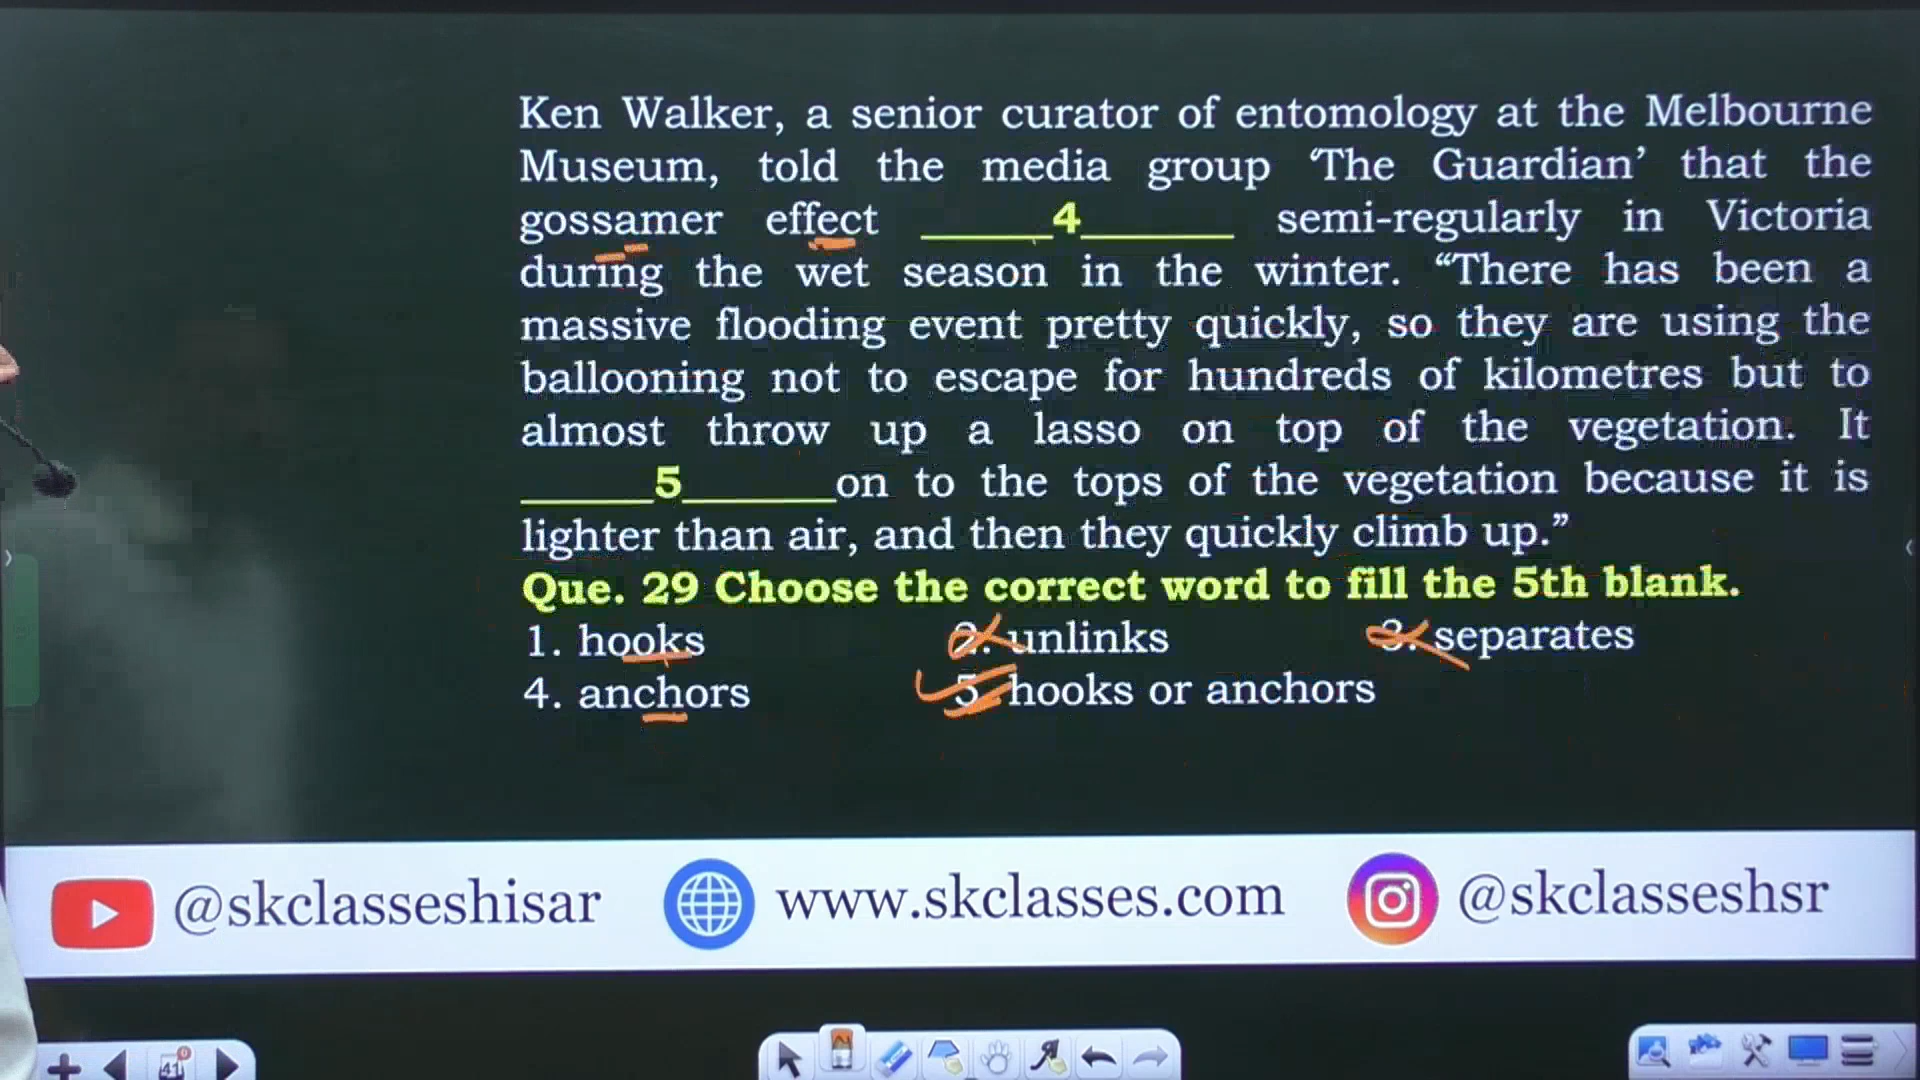 Ken Walker, a senior curator of entomology at the Melbourne
Museum, told the media group ‘The Guardian’ that the
gossamer effect ______4_______ semi-regularly in Victoria
during the wet season in the winter. “There has been a
massive flooding event pretty quickly, so they are using the
ballooning not to escape for hundreds of kilometres but to
almost throw up a lasso on top of the vegetation. It
______5_______on to the tops of the vegetation because it is
lighter than air, and then they quickly climb up.”
Que. 29 Choose the correct word to fill the 5th blank.
1. hooks 2. unlinks 3. separates
4. anchors 5. hooks or anchors
@skclasseshisar www.skclasses.com @skclasseshsr
41 0